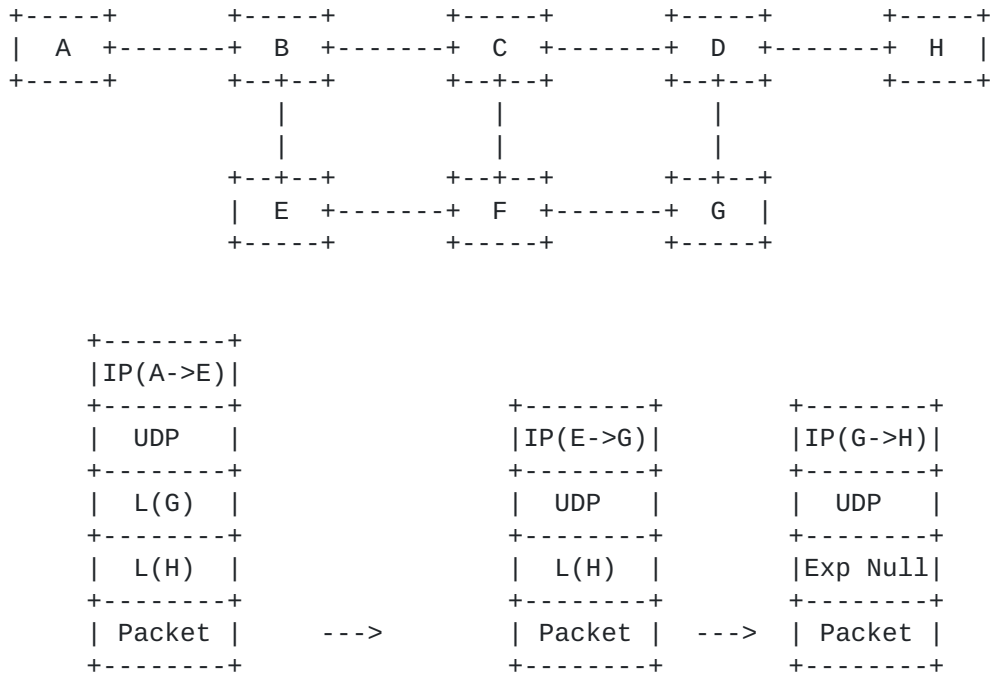 +-----+       +-----+       +-----+       +-----+       +-----+
|  A  +-------+  B  +-------+  C  +-------+  D  +-------+  H  |
+-----+       +--+--+       +--+--+       +--+--+       +-----+
                 |             |             |
                 |             |             |
              +--+--+       +--+--+       +--+--+
              |  E  +-------+  F  +-------+  G  |
              +-----+       +-----+       +-----+
     +--------+
     |IP(A->E)|
     +--------+                 +--------+        +--------+
     |  UDP   |                 |IP(E->G)|        |IP(G->H)|
     +--------+                 +--------+        +--------+
     |  L(G)  |                 |  UDP   |        |  UDP   |
     +--------+                 +--------+        +--------+
     |  L(H)  |                 |  L(H)  |        |Exp Null|
     +--------+                 +--------+        +--------+
     | Packet |     --->        | Packet |  --->  | Packet |
     +--------+                 +--------+        +--------+